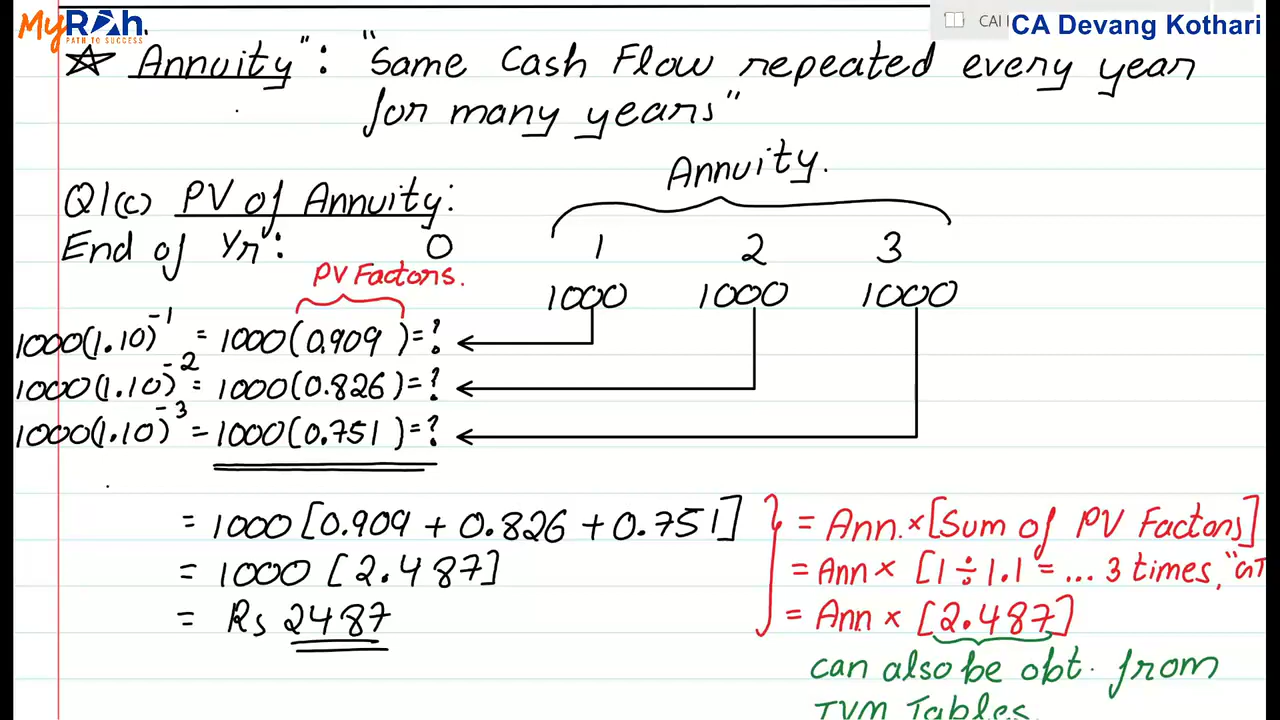 MyRAh
PATH TO SUCCESS
CAI
CA Devang Kothari
"Annuity": "Same Cash Flow repeated every year
for many years"
Annuity.
Q1(c) PV of Annuity:
End of Yr: 0 1 2 3
PV Factors.
1000 1000 1000
1000(1.10)⁻¹ = 1000(0.909) = ?
1000(1.10)⁻² = 1000(0.826) = ?
1000(1.10)⁻³ = 1000(0.751) = ?
= 1000[0.909 + 0.826 + 0.751] } = Ann. × [Sum of PV Factors]
= 1000 [2.487] = Ann × [1 ÷ 1.1 = ... 3 times, "GT
= Rs 2487 = Ann × [2.487]
can also be obt. from
TVM Tables